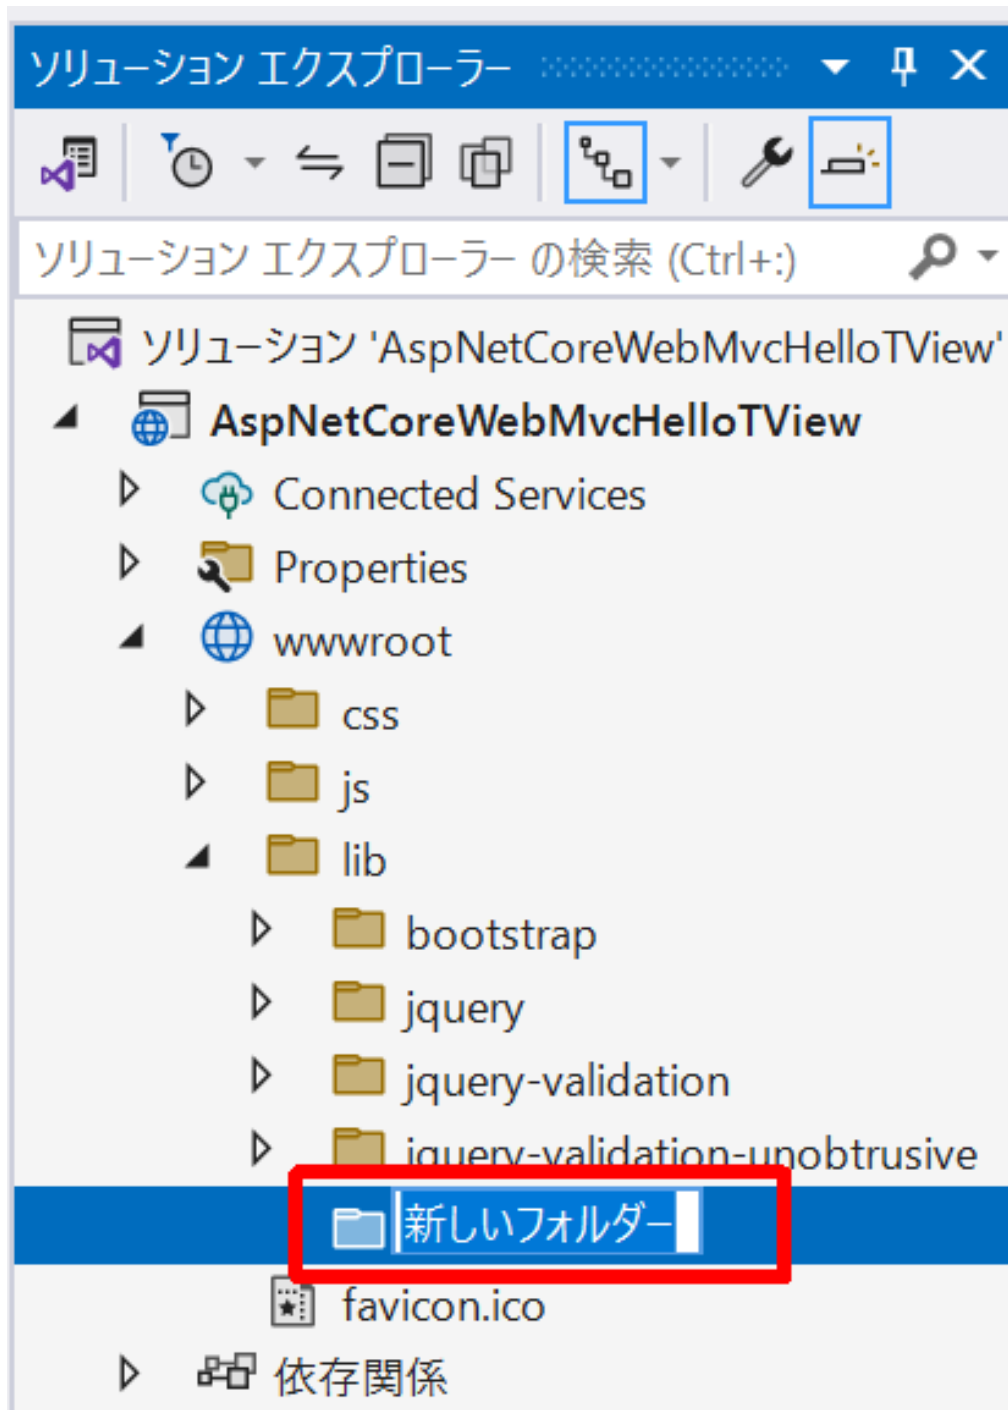 ソリューション エクスプローラー
ソリューション エクスプローラー の検索 (Ctrl+:)
ソリューション 'AspNetCoreWebMvcHelloTView'
AspNetCoreWebMvcHelloTView
Connected Services
Properties
wwwroot
css
js
lib
bootstrap
jquery
jquery-validation
jquery-validation-unobtrusive
新しいフォルダー
favicon.ico
依存関係